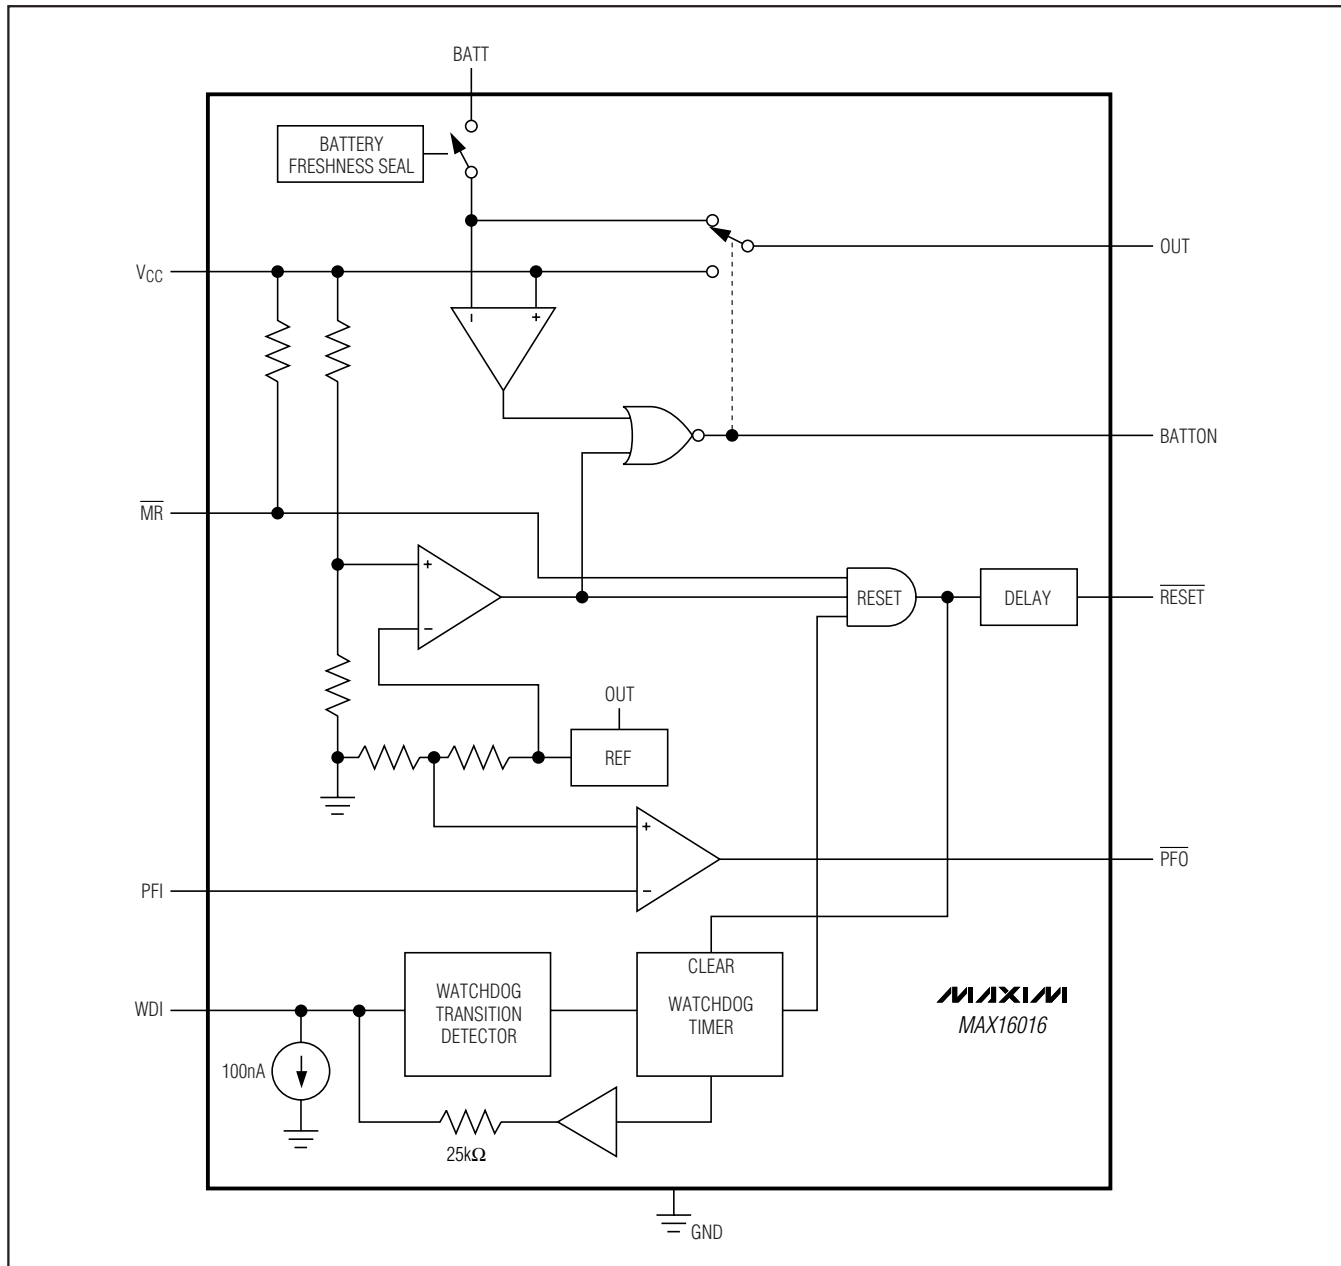 BATT
BATTERY
FRESHNESS SEAL
OUT
VCC
BATTON
MR
RESET
DELAY
RESET
OUT
REF
PFO
PFI
CLEAR
WDI
WATCHDOG
TRANSITION
DETECTOR
WATCHDOG
TIMER
MAXIM
MAX16016
100nA
25kΩ
GND
+
+
+
-
-
-